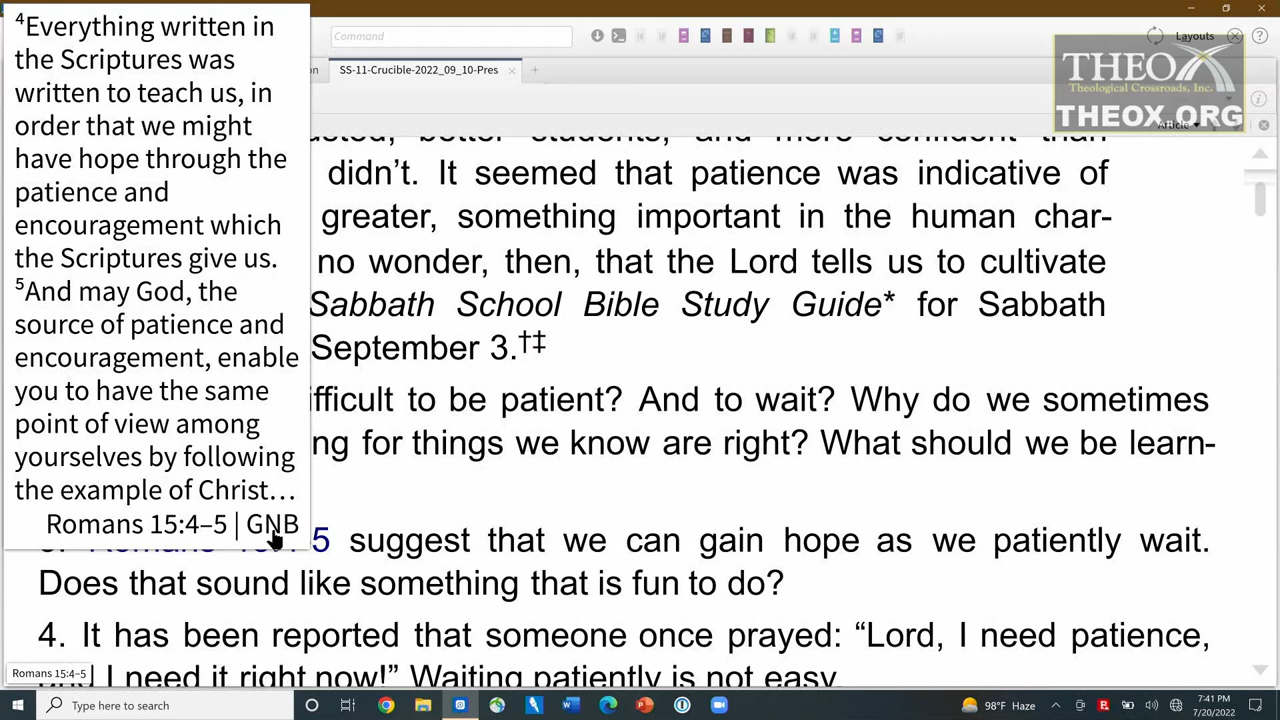 4Everything written in
the Scriptures was
written to teach us, in
order that we might
have hope through the
patience and
encouragement which
the Scriptures give us.
5And may God, the
source of patience and
encouragement, enable
you to have the same
point of view among
yourselves by following
the example of Christ…
Romans 15:4–5 | GNB
Command
Layouts
SS-11-Crucible-2022_09_10-Pres
THEOX
Theological Crossroads, Inc.
THEOX.ORG
Article
better students, and more confident than
didn’t. It seemed that patience was indicative of
greater, something important in the human char-
no wonder, then, that the Lord tells us to cultivate
Sabbath School Bible Study Guide* for Sabbath
September 3.†‡
ifficult to be patient? And to wait? Why do we sometimes
ng for things we know are right? What should we be learn-
5 suggest that we can gain hope as we patiently wait.
Does that sound like something that is fun to do?
4. It has been reported that someone once prayed: “Lord, I need patience,
and I need it right now!” Waiting patiently is not easy.
Romans 15:4–5
Type here to search
98°F Haze
7:41 PM
7/20/2022